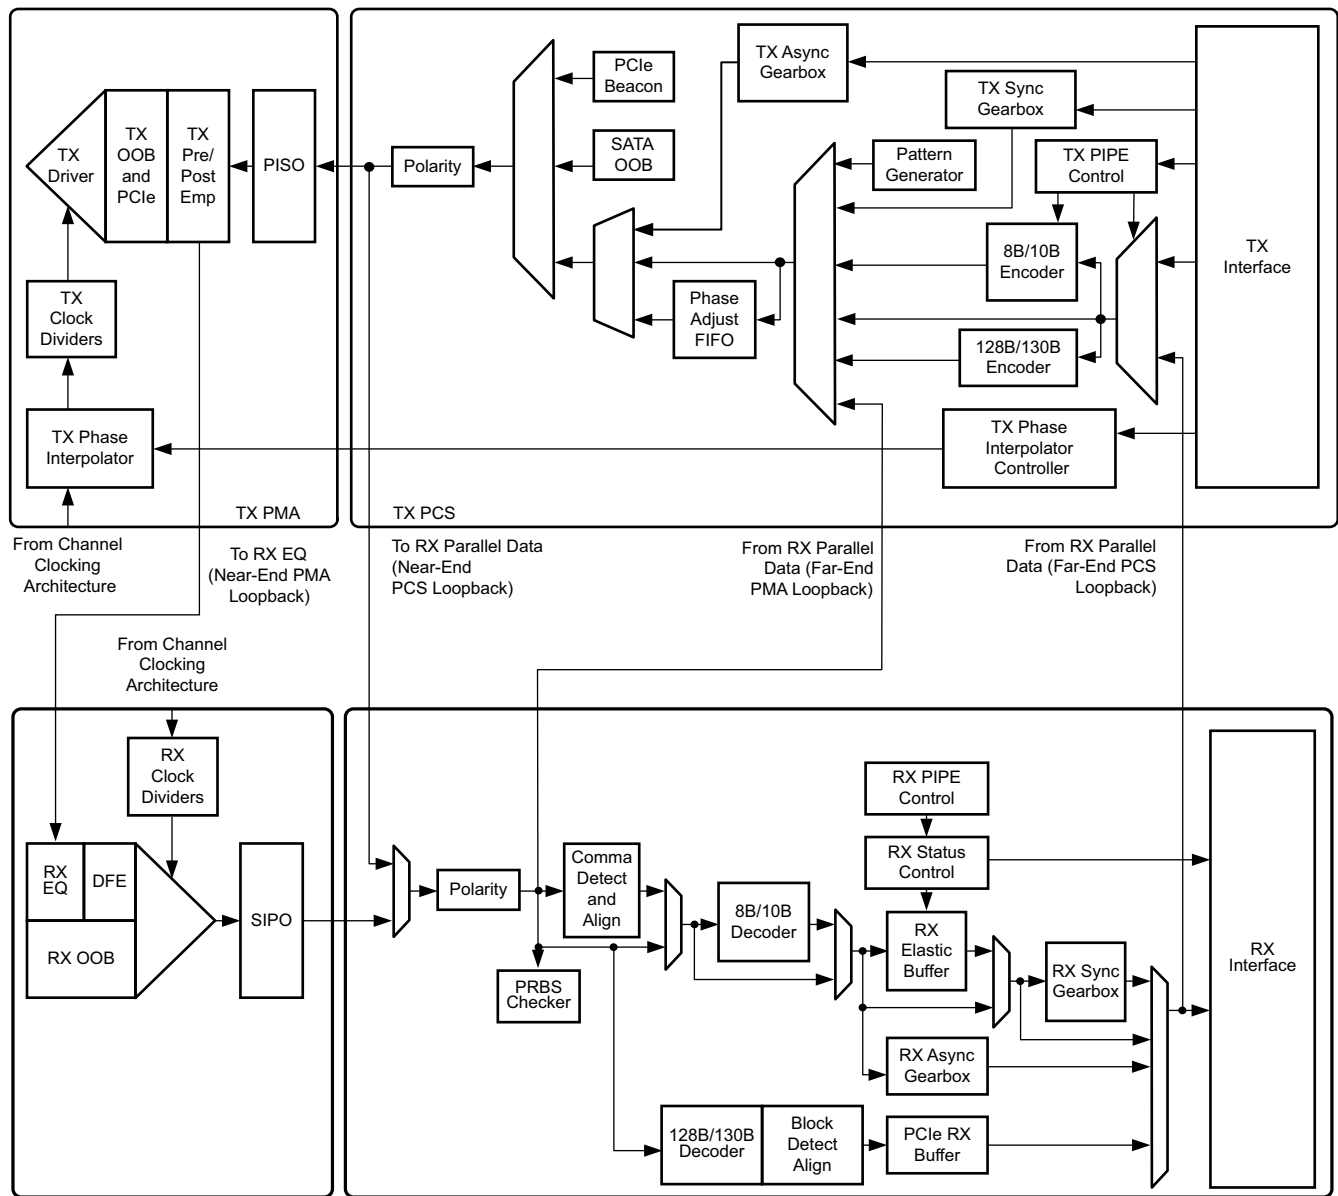 TX Async
Gearbox
PCIe
Beacon
TX Sync
Gearbox
TX
Driver
TX
OOB
and
PCIe
TX
Pre/
Post
Emp
PISO
Polarity
SATA
OOB
Pattern
Generator
TX PIPE
Control
TX
Interface
8B/10B
Encoder
TX
Clock
Dividers
Phase
Adjust
FIFO
128B/130B
Encoder
TX Phase
Interpolator
TX Phase
Interpolator
Controller
TX PMA
TX PCS
From Channel
Clocking
Architecture
To RX EQ
(Near-End PMA
Loopback)
To RX Parallel Data
(Near-End
PCS Loopback)
From RX Parallel
Data (Far-End
PMA Loopback)
From RX Parallel
Data (Far-End PCS
Loopback)
From Channel
Clocking
Architecture
RX
Clock
Dividers
RX PIPE
Control
RX Status
Control
RX
EQ
DFE
RX OOB
SIPO
Polarity
Comma
Detect
and
Align
8B/10B
Decoder
RX
Elastic
Buffer
RX Sync
Gearbox
RX
Interface
PRBS
Checker
RX Async
Gearbox
128B/130B
Decoder
Block
Detect
Align
PCIe RX
Buffer